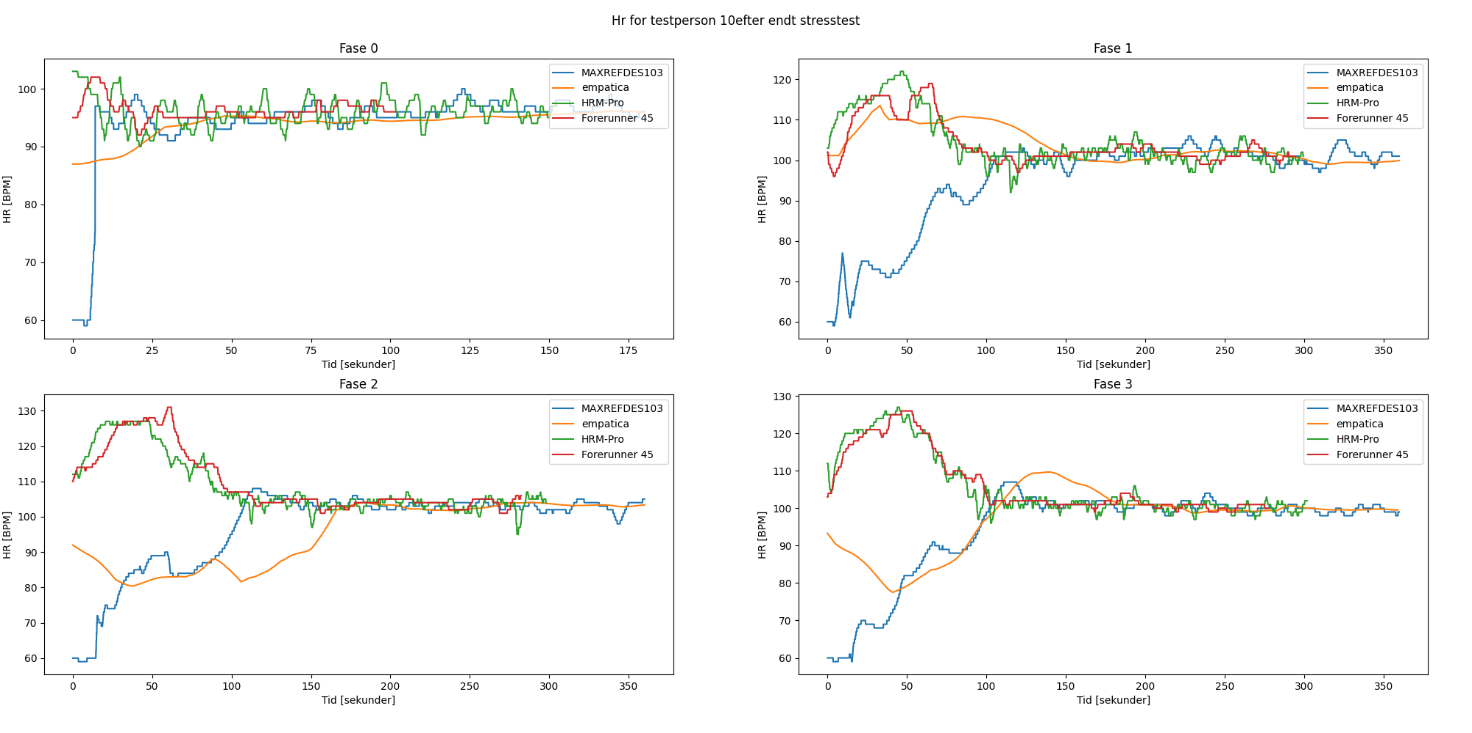 Hr for testperson 10efter endt stresstest
Fase 0
MAXREFDES103
empatica
HRM-Pro
Forerunner 45
100
90
80
70
60
HR [BPM]
0 25 50 75 100 125 150 175
Tid [sekunder]
Fase 1
MAXREFDES103
empatica
HRM-Pro
Forerunner 45
120
110
100
90
80
70
60
HR [BPM]
0 50 100 150 200 250 300 350
Tid [sekunder]
Fase 2
MAXREFDES103
empatica
HRM-Pro
Forerunner 45
130
120
110
100
90
80
70
60
HR [BPM]
0 50 100 150 200 250 300 350
Tid [sekunder]
Fase 3
MAXREFDES103
empatica
HRM-Pro
Forerunner 45
130
120
110
100
90
80
70
60
HR [BPM]
0 50 100 150 200 250 300 350
Tid [sekunder]